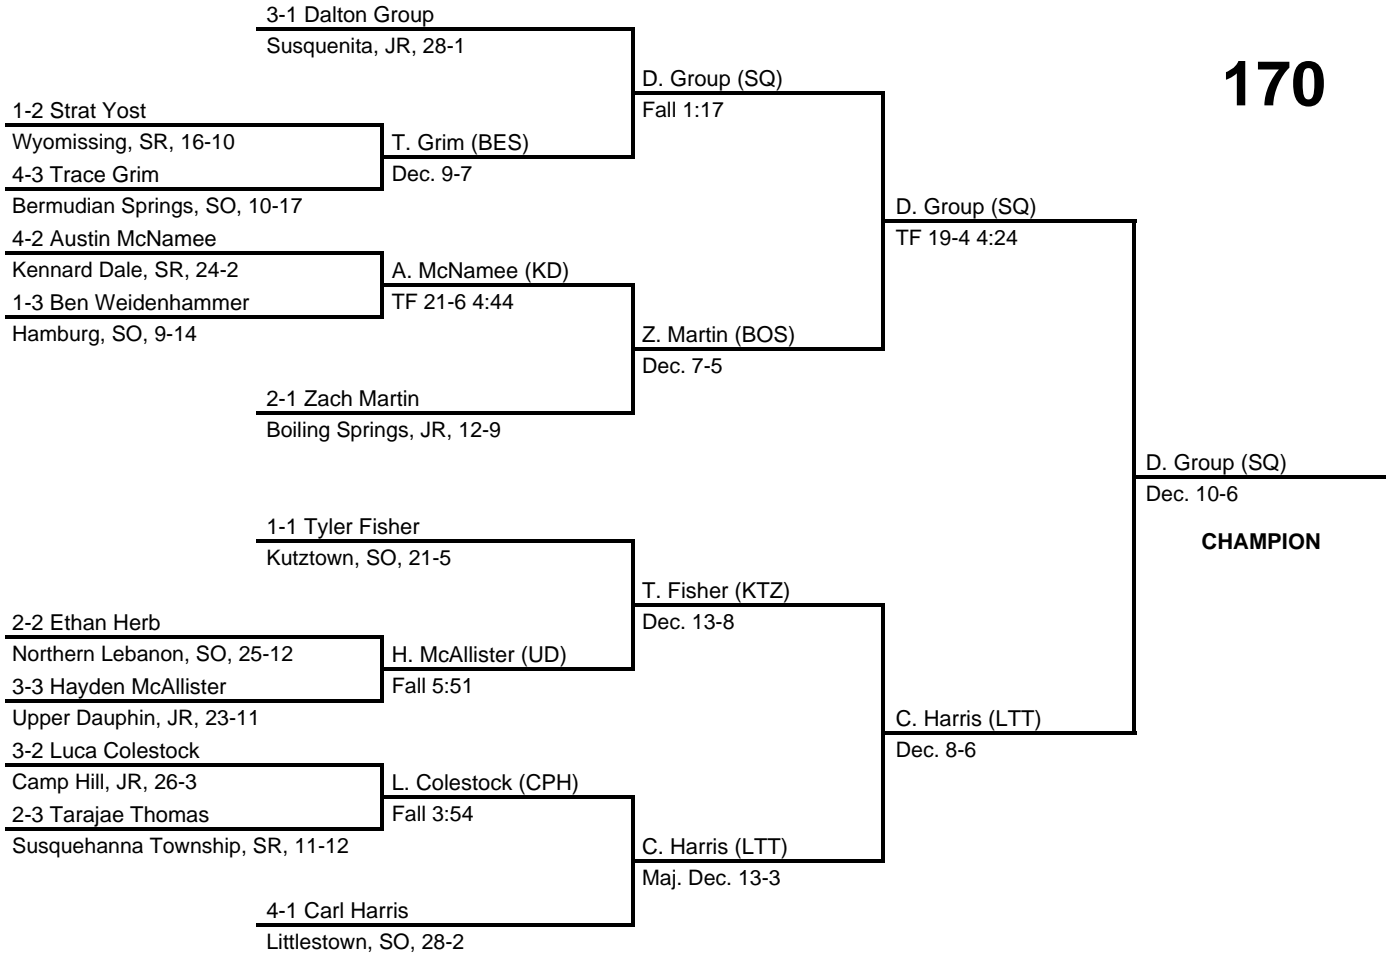 3-1 Dalton Group
Susquenita, JR, 28-1
170
D. Group (SQ)
Fall 1:17
1-2 Strat Yost
Wyomissing, SR, 16-10
T. Grim (BES)
4-3 Trace Grim
Dec. 9-7
Bermudian Springs, SO, 10-17
D. Group (SQ)
TF 19-4 4:24
4-2 Austin McNamee
Kennard Dale, SR, 24-2
A. McNamee (KD)
1-3 Ben Weidenhammer
TF 21-6 4:44
Hamburg, SO, 9-14
Z. Martin (BOS)
Dec. 7-5
2-1 Zach Martin
Boiling Springs, JR, 12-9
D. Group (SQ)
Dec. 10-6
CHAMPION
1-1 Tyler Fisher
Kutztown, SO, 21-5
T. Fisher (KTZ)
Dec. 13-8
2-2 Ethan Herb
Northern Lebanon, SO, 25-12
H. McAllister (UD)
3-3 Hayden McAllister
Fall 5:51
Upper Dauphin, JR, 23-11
C. Harris (LTT)
Dec. 8-6
3-2 Luca Colestock
Camp Hill, JR, 26-3
L. Colestock (CPH)
2-3 Tarajae Thomas
Fall 3:54
Susquehanna Township, SR, 11-12
C. Harris (LTT)
Maj. Dec. 13-3
4-1 Carl Harris
Littlestown, SO, 28-2